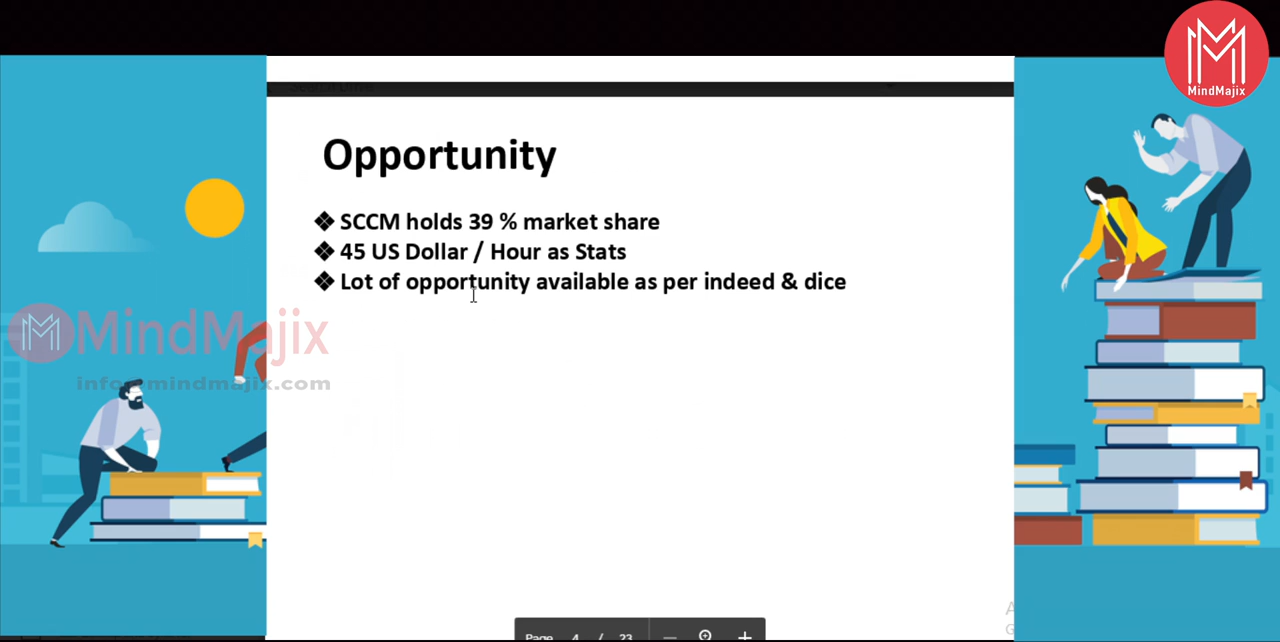 MindMajix
Opportunity
❖ SCCM holds 39 % market share
❖ 45 US Dollar / Hour as Stats
❖ Lot of opportunity available as per indeed & dice
MindMajix
info@mindmajix.com
Page 4 / 23